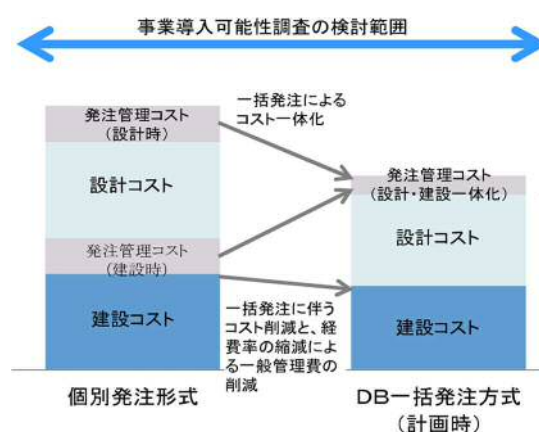 事業導入可能性調査の検討範囲
発注管理コスト
(設計時)
設計コスト
発注管理コスト
(建設時)
建設コスト
一括発注による
コスト一体化
一括発注に伴う
コスト削減と、経
費率の縮減によ
る一般管理費の
削減
発注管理コスト
(設計・建設一体化)
設計コスト
建設コスト
個別発注形式
DB一括発注方式
(計画時)